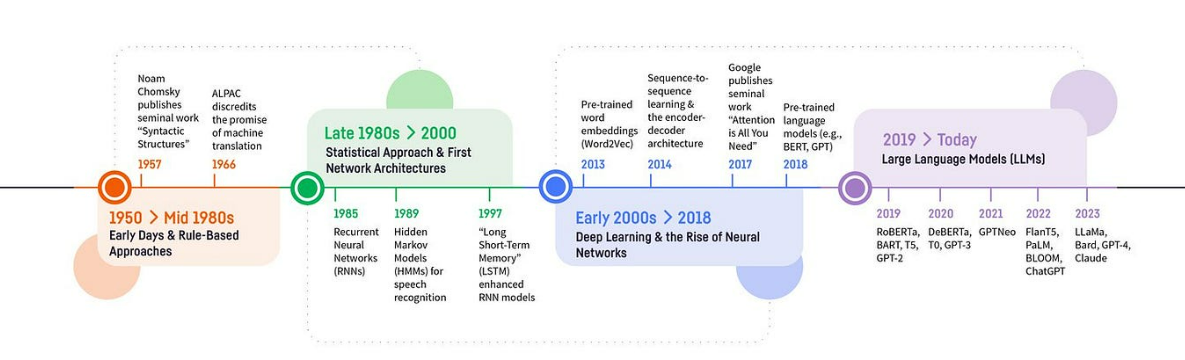 Noam
Chomsky
publishes
seminal work
“Syntactic
Structures”
1957
ALPAC
discredits
the promise
of machine
translation
1966
1950 > Mid 1980s
Early Days & Rule-Based
Approaches
Late 1980s > 2000
Statistical Approach & First
Network Architectures
1985
Recurrent
Neural
Networks
(RNNs)
1989
Hidden
Markov
Models
(HMMs) for
speech
recognition
1997
“Long
Short-Term
Memory”
(LSTM)
enhanced
RNN models
Pre-trained
word
embeddings
(Word2Vec)
2013
Sequence-to-
sequence
learning &
the encoder-
decoder
architecture
2014
Google
publishes
seminal
work
“Attention
is All You
Need”
2017
Pre-trained
language
models (e.g.,
BERT, GPT)
2018
Early 2000s > 2018
Deep Learning & the Rise of Neural
Networks
2019 > Today
Large Language Models (LLMs)
2019
RoBERTa,
BART, T5,
GPT-2
2020
DeBERTa,
T0, GPT-3
2021
GPTNeo
2022
FlanT5,
PaLM,
BLOOM,
ChatGPT
2023
LLaMa,
Bard, GPT-4,
Claude